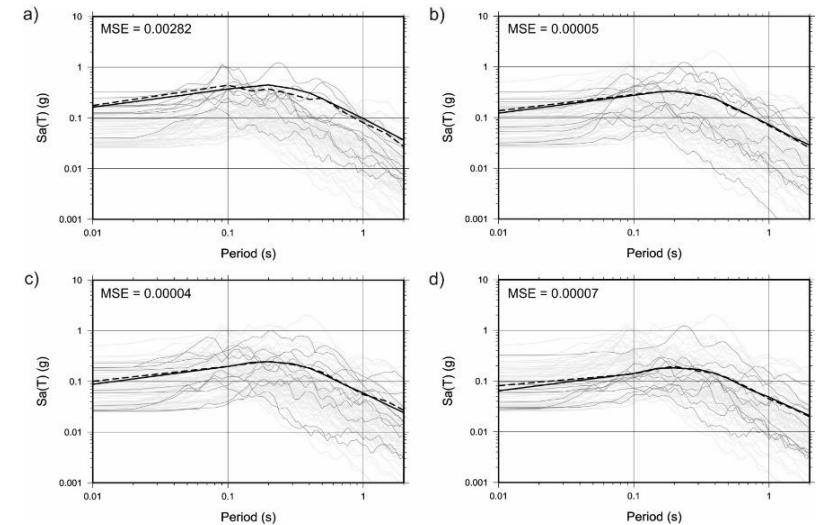 a)
MSE = 0.00282
10
1
0.1
0.01
0.001
Sa(T) (g)
0.01
0.1
1
Period (s)
b)
MSE = 0.00005
10
1
0.1
0.01
0.001
Sa(T) (g)
0.01
0.1
1
Period (s)
c)
MSE = 0.00004
10
1
0.1
0.01
0.001
Sa(T) (g)
0.01
0.1
1
Period (s)
d)
MSE = 0.00007
10
1
0.1
0.01
0.001
Sa(T) (g)
0.01
0.1
1
Period (s)